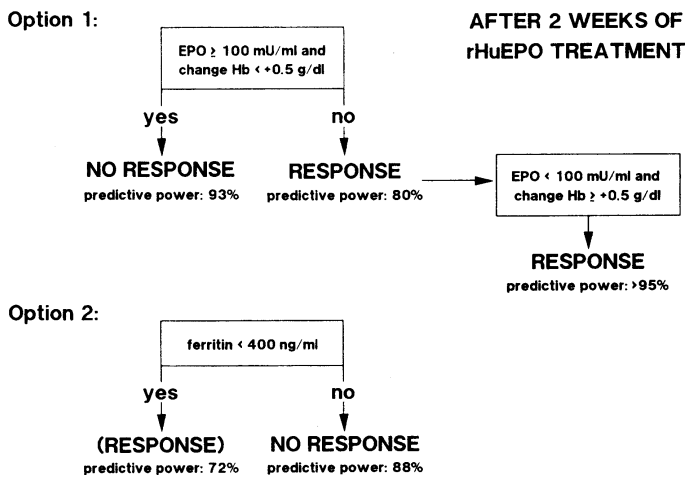 Option 1:
AFTER 2 WEEKS OF
rHuEPO TREATMENT
EPO ≥ 100 mU/ml and
change Hb < +0.5 g/dl
yes
no
NO RESPONSE
predictive power: 93%
RESPONSE
predictive power: 80%
EPO < 100 mU/ml and
change Hb ≥ +0.5 g/dl
RESPONSE
predictive power: >95%
Option 2:
ferritin < 400 ng/ml
yes
no
(RESPONSE)
predictive power: 72%
NO RESPONSE
predictive power: 88%